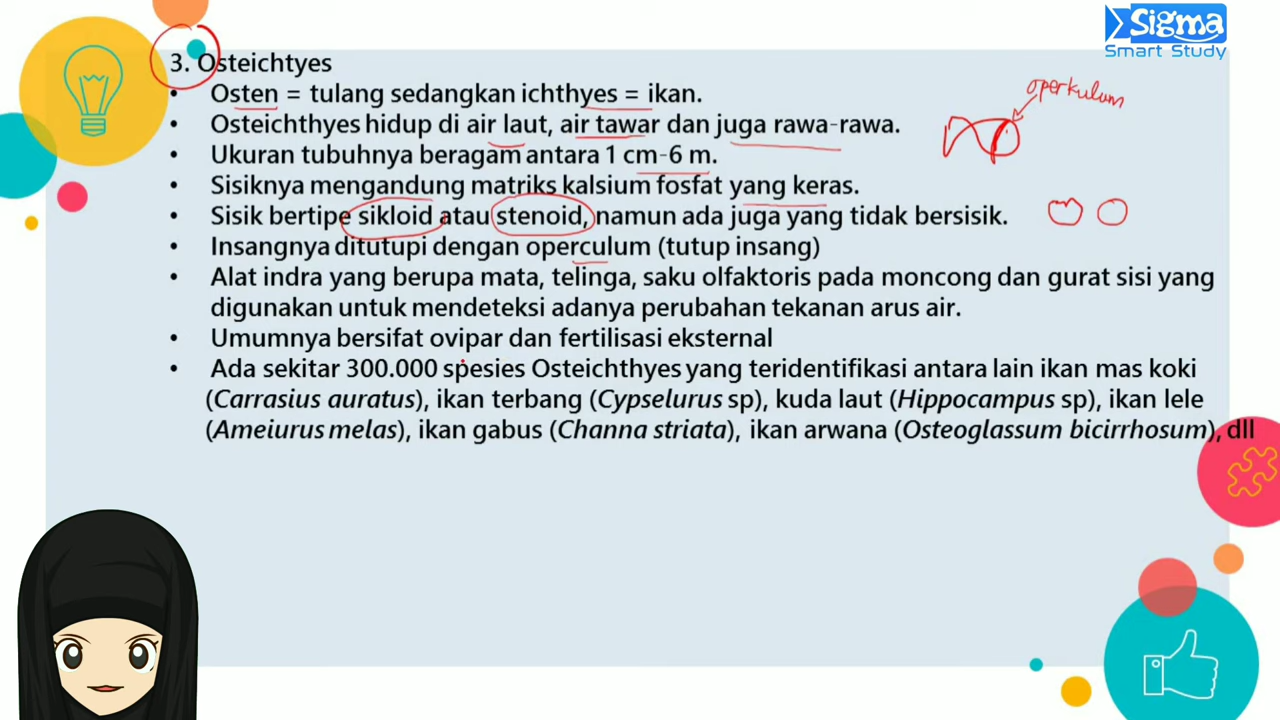 Sigma
Smart Study
3. Osteichtyes
• Osten = tulang sedangkan ichthyes = ikan.
operkulum
• Osteichthyes hidup di air laut, air tawar dan juga rawa-rawa.
• Ukuran tubuhnya beragam antara 1 cm-6 m.
• Sisiknya mengandung matriks kalsium fosfat yang keras.
• Sisik bertipe sikloid atau stenoid, namun ada juga yang tidak bersisik.
• Insangnya ditutupi dengan operculum (tutup insang)
• Alat indra yang berupa mata, telinga, saku olfaktoris pada moncong dan gurat sisi yang
digunakan untuk mendeteksi adanya perubahan tekanan arus air.
• Umumnya bersifat ovipar dan fertilisasi eksternal
• Ada sekitar 300.000 spesies Osteichthyes yang teridentifikasi antara lain ikan mas koki
(Carrasius auratus), ikan terbang (Cypselurus sp), kuda laut (Hippocampus sp), ikan lele
(Ameiurus melas), ikan gabus (Channa striata), ikan arwana (Osteoglassum bicirrhosum), dll